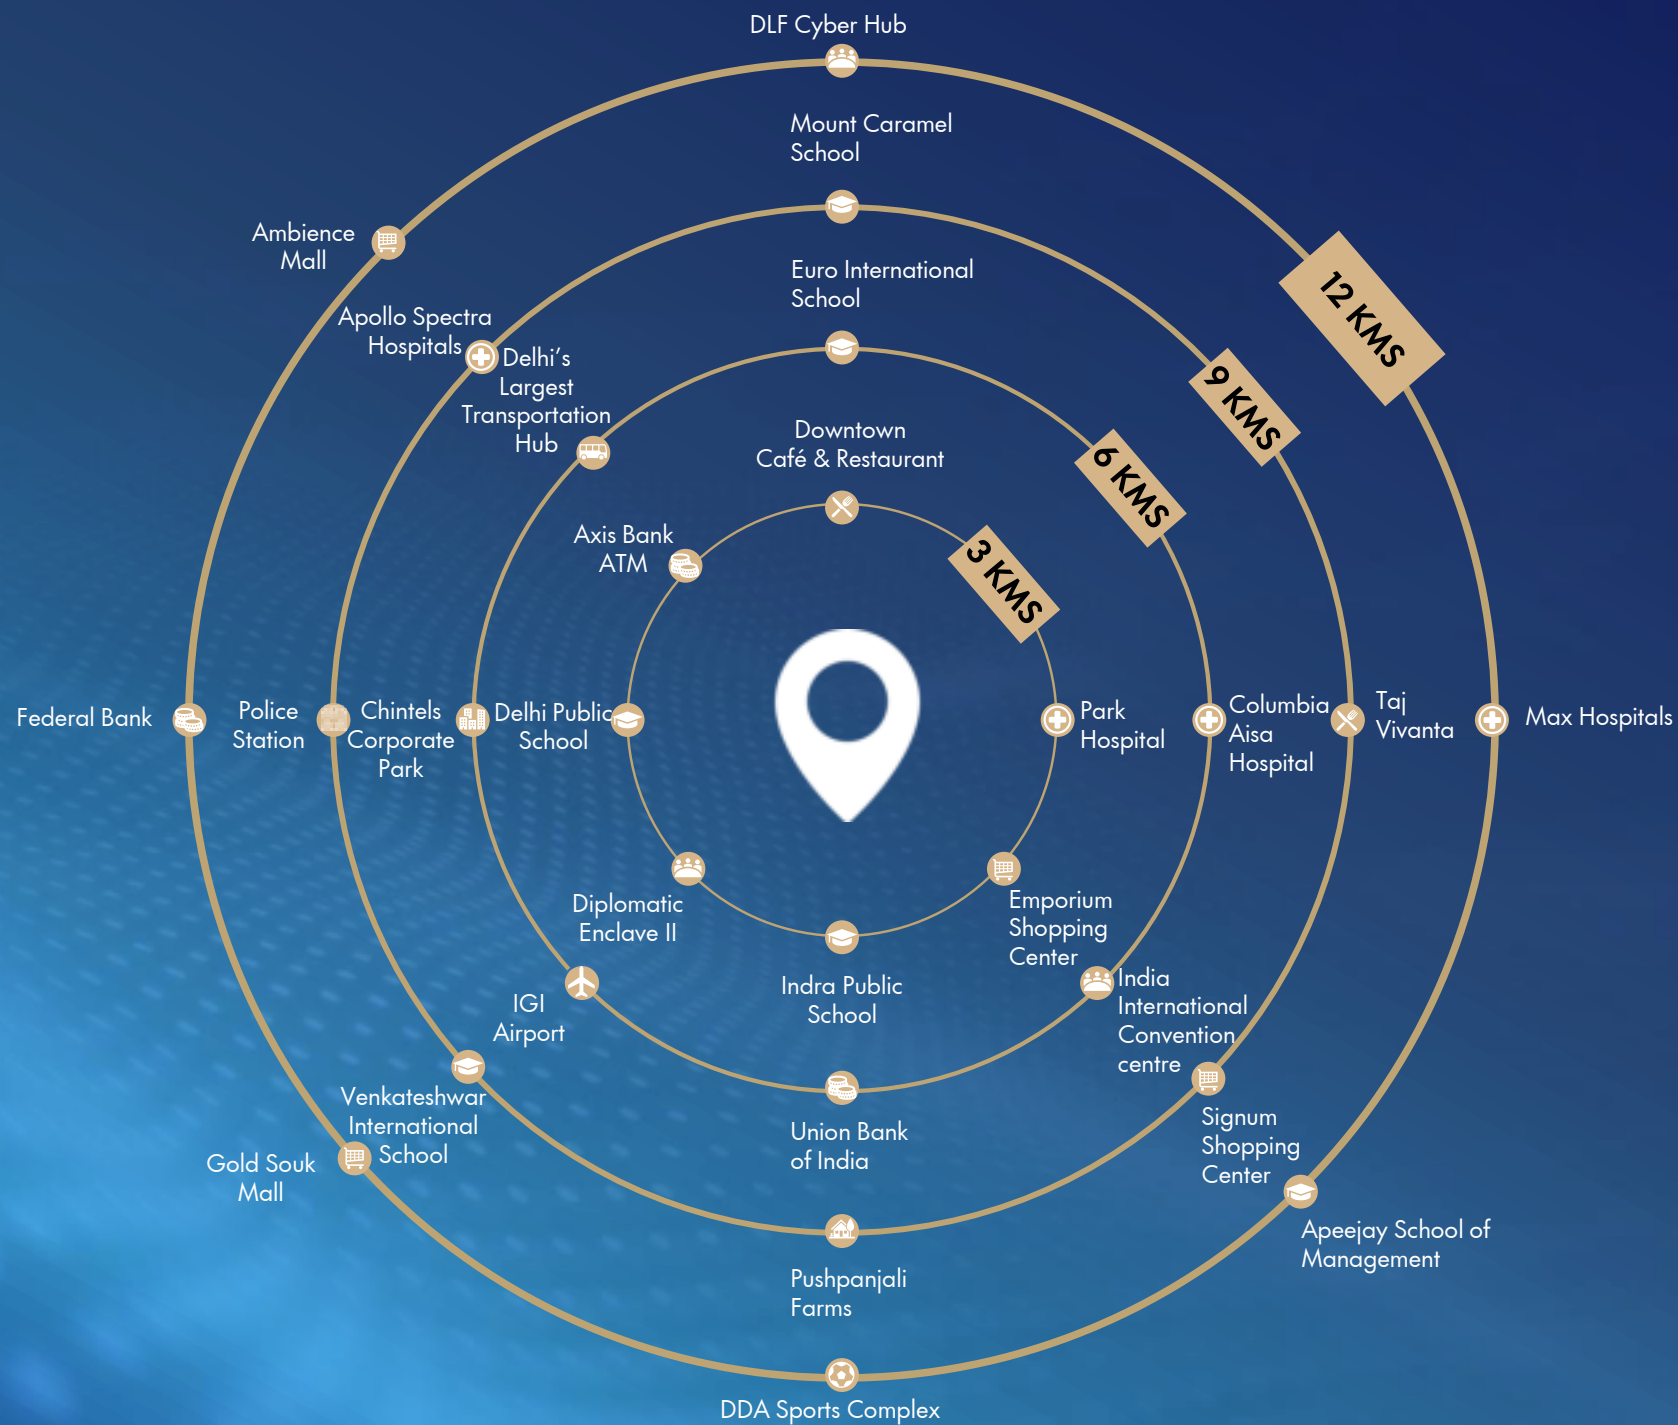 DLF Cyber Hub
Mount Caramel
School
Ambience
Mall
Euro International
School
12 KMS
Apollo Spectra
Hospitals
Delhi's
Largest
Transportation
Hub
9 KMS
Downtown
Café & Restaurant
6 KMS
Axis Bank
ATM
3 KMS
Federal Bank
Police
Station
Chintels
Corporate
Park
Delhi Public
School
Park
Hospital
Columbia
Aisa
Hospital
Taj
Vivanta
Max Hospitals
Diplomatic
Enclave II
Emporium
Shopping
Center
Indra Public
School
India
International
Convention
centre
IGI
Airport
Venkateshwar
International
School
Union Bank
of India
Signum
Shopping
Center
Gold Souk
Mall
Apeejay School of
Management
Pushpanjali
Farms
DDA Sports Complex